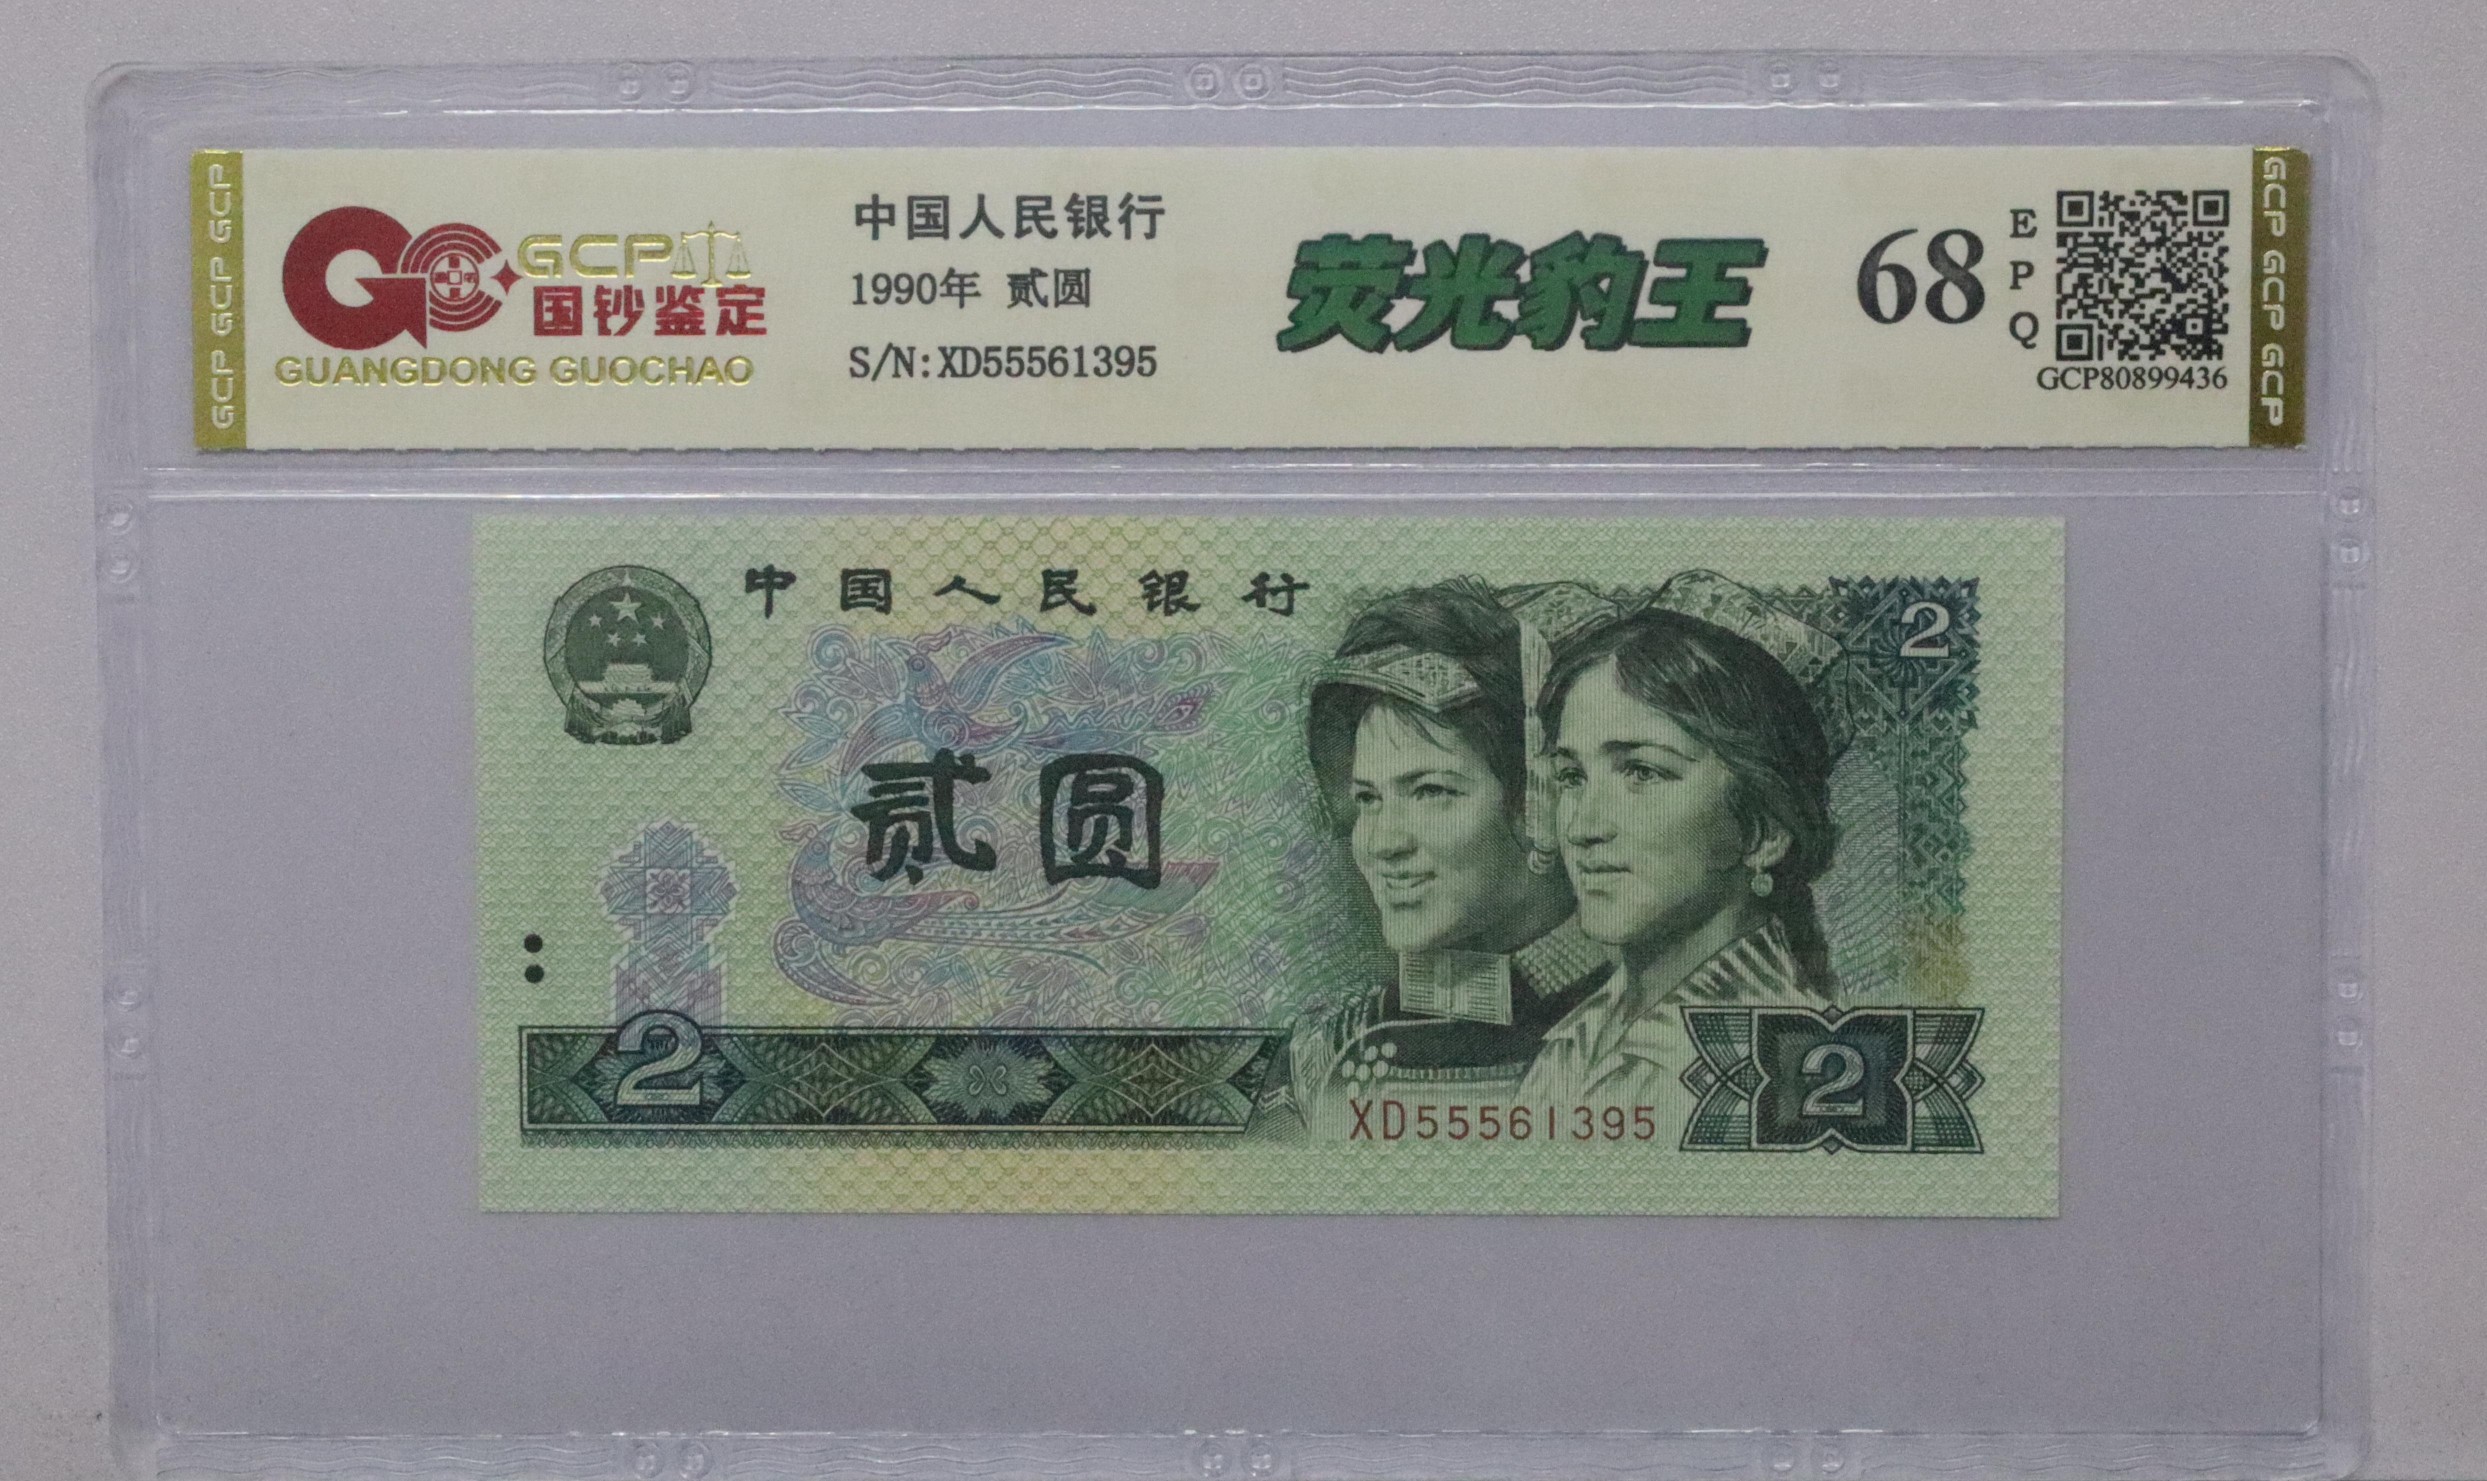 GCP GCP GCP
GCP
国钞鉴定
GUANGDONG GUOCHAO
中国人民银行
1990年 贰圆
S/N:XD55561395
荧光豹王
68
EPQ
GCP80899436
GCP GCP GCP
中国人民银行
2
贰圆
2
XD55561395
2